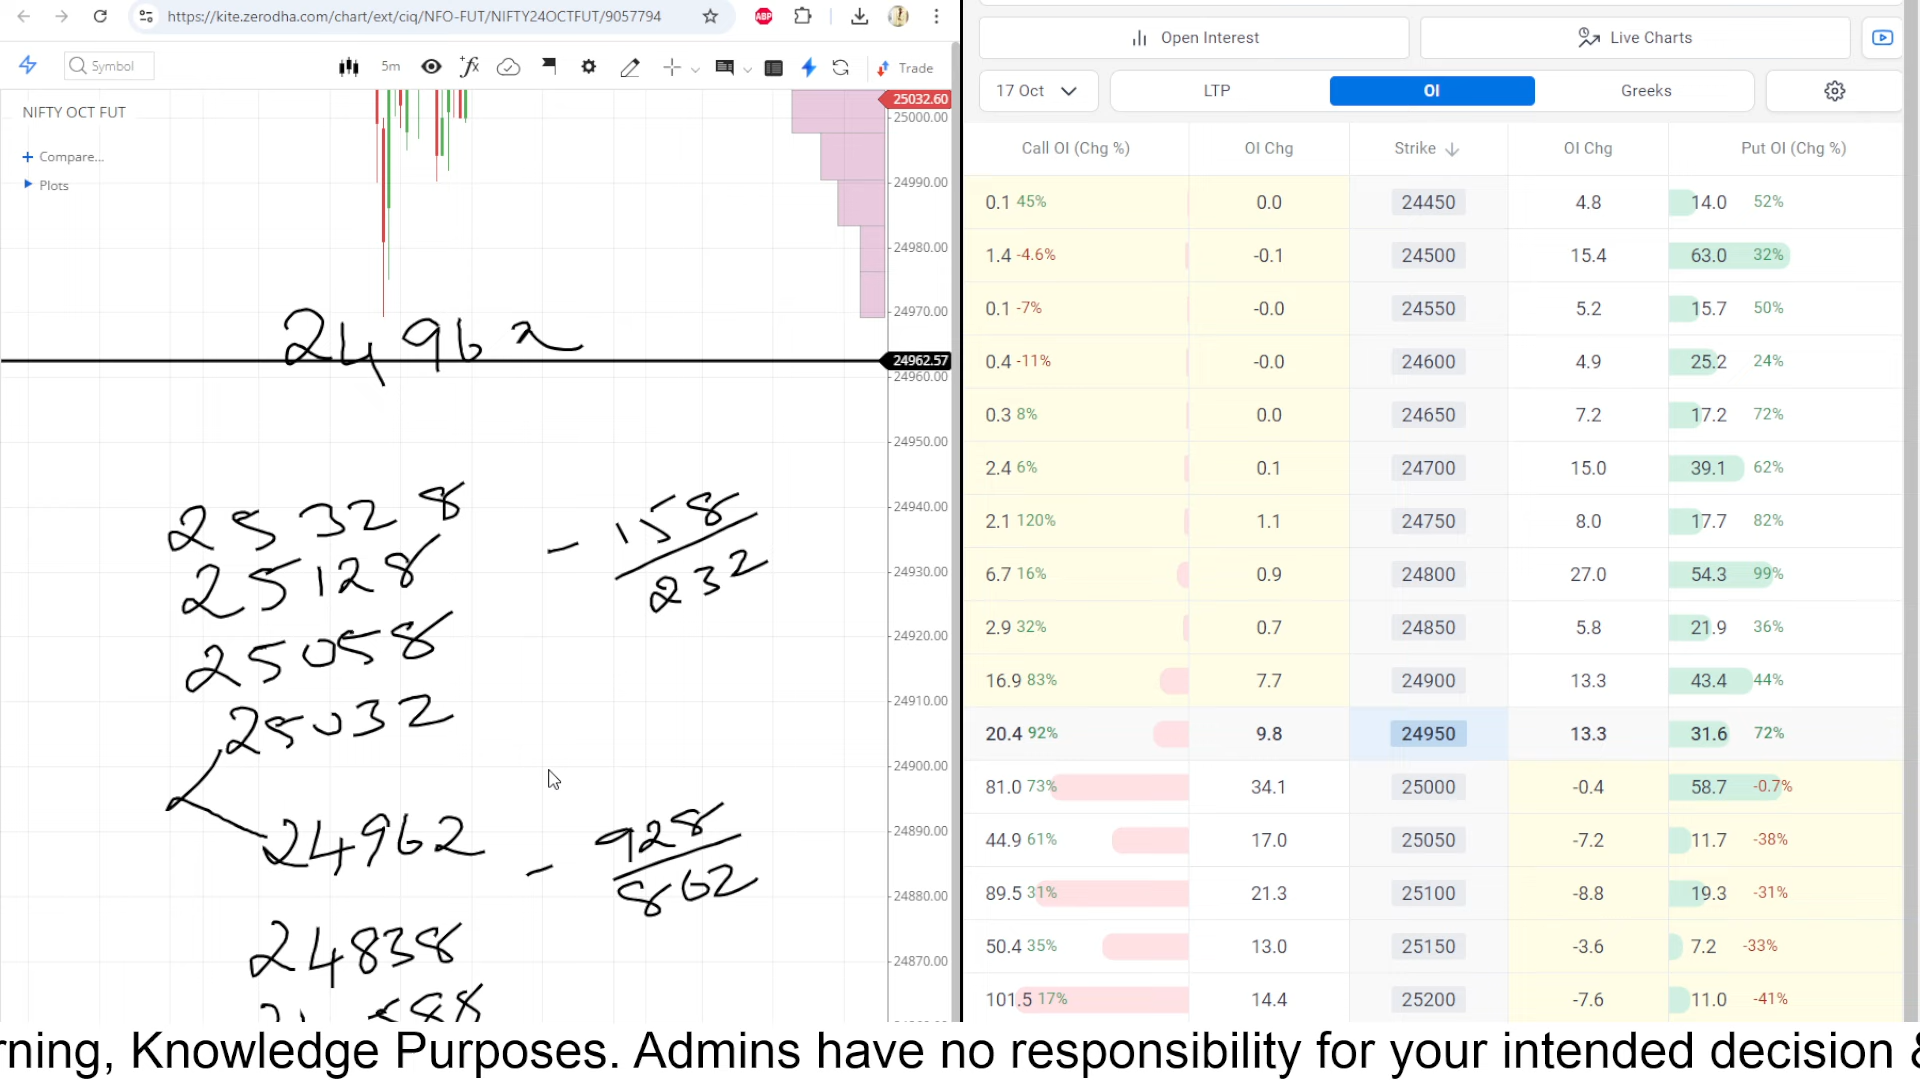 https://kite.zerodha.com/chart/ext/ciq/NFO-FUT/NIFTY24OCTFUT/9057794
ABP
Symbol
5m
Trade
NIFTY OCT FUT
+ Compare...
Plots
25032.60
25000.00
24990.00
24980.00
24970.00
24962.57
24960.00
24950.00
24940.00
24930.00
24920.00
24910.00
24900.00
24890.00
24880.00
24870.00
24962
25328
25128 - 158
232
25058
25032
24962 - 928
862
24838
Open Interest
Live Charts
17 Oct
LTP
OI
Greeks
Call OI (Chg %) OI Chg Strike OI Chg Put OI (Chg %)
0.1 45% 0.0 24450 4.8 14.0 52%
1.4 -4.6% -0.1 24500 15.4 63.0 32%
0.1 -7% -0.0 24550 5.2 15.7 50%
0.4 -11% -0.0 24600 4.9 25.2 24%
0.3 8% 0.0 24650 7.2 17.2 72%
2.4 6% 0.1 24700 15.0 39.1 62%
2.1 120% 1.1 24750 8.0 17.7 82%
6.7 16% 0.9 24800 27.0 54.3 99%
2.9 32% 0.7 24850 5.8 21.9 36%
16.9 83% 7.7 24900 13.3 43.4 44%
20.4 92% 9.8 24950 13.3 31.6 72%
81.0 73% 34.1 25000 -0.4 58.7 -0.7%
44.9 61% 17.0 25050 -7.2 11.7 -38%
89.5 31% 21.3 25100 -8.8 19.3 -31%
50.4 35% 13.0 25150 -3.6 7.2 -33%
101.5 17% 14.4 25200 -7.6 11.0 -41%
rning, Knowledge Purposes. Admins have no responsibility for your intended decision &